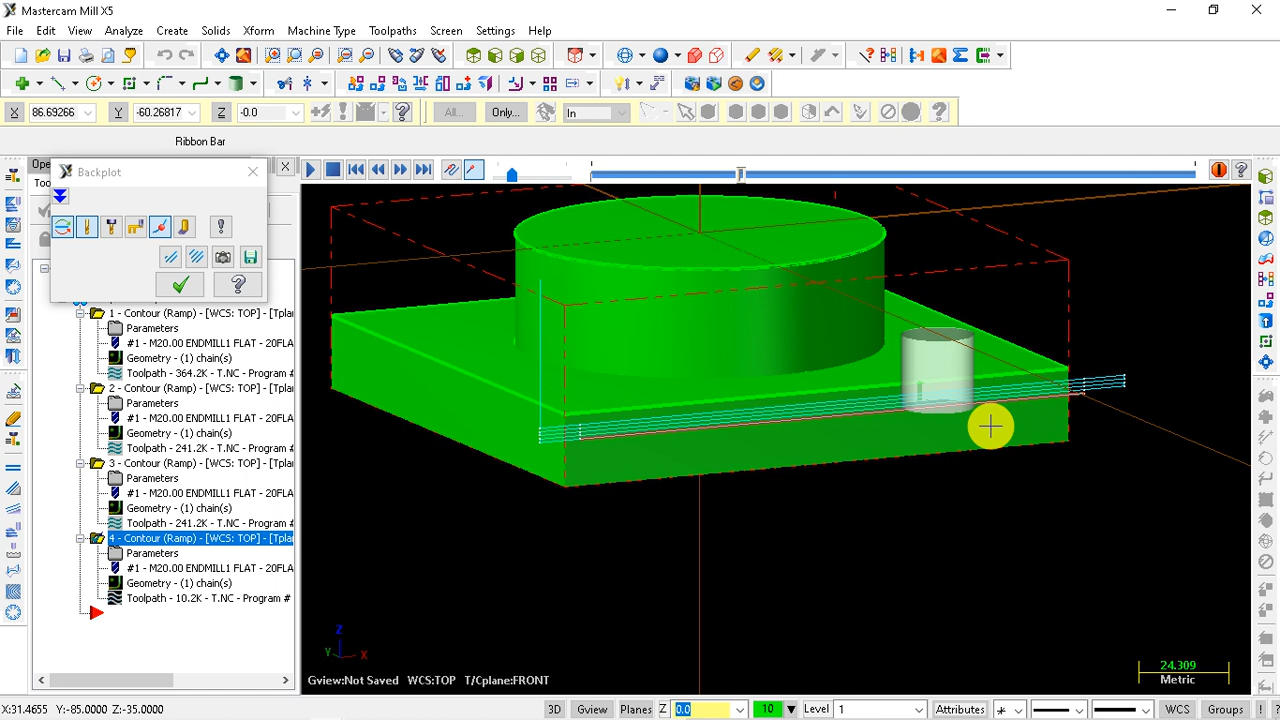 Mastercam Mill X5
File Edit View Analyze Create Solids Xform Machine Type Toolpaths Screen Settings Help
X 86.69266 Y -60.26817 Z -0.0 All... Only... In
Ribbon Bar
Ope
Too
Backplot
1 - Contour (Ramp) - [WCS: TOP] - [Tplan
Parameters
#1 - M20.00 ENDMILL1 FLAT - 20FLA
Geometry - (1) chain(s)
Toolpath - 364.2K - T.NC - Program #
2 - Contour (Ramp) - [WCS: TOP] - [Tplan
Parameters
#1 - M20.00 ENDMILL1 FLAT - 20FLA
Geometry - (1) chain(s)
Toolpath - 241.2K - T.NC - Program #
3 - Contour (Ramp) - [WCS: TOP] - [Tplan
Parameters
#1 - M20.00 ENDMILL1 FLAT - 20FLA
Geometry - (1) chain(s)
Toolpath - 241.2K - T.NC - Program #
4 - Contour (Ramp) - [WCS: TOP] - [Tplan
Parameters
#1 - M20.00 ENDMILL1 FLAT - 20FLA
Geometry - (1) chain(s)
Toolpath - 10.2K - T.NC - Program #
Z
Y X
24.309
Metric
Gview:Not Saved WCS:TOP T/Cplane:FRONT
X:31.4655 Y:-85.0000 Z:-35.0000 3D Gview Planes Z 0.0 10 Level 1 Attributes WCS Groups